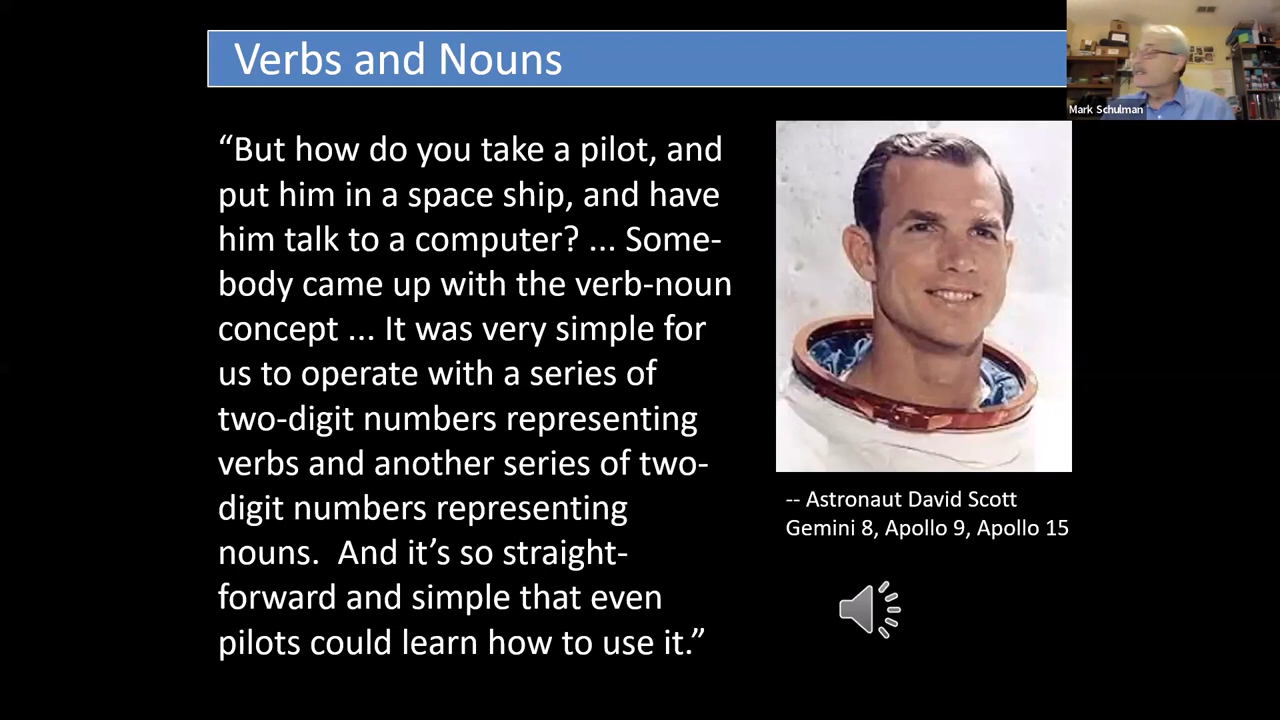 Verbs and Nouns
Mark Schulman
“But how do you take a pilot, and
put him in a space ship, and have
him talk to a computer? ... Some-
body came up with the verb-noun
concept ... It was very simple for
us to operate with a series of
two-digit numbers representing
verbs and another series of two-
digit numbers representing
nouns.  And it’s so straight-
forward and simple that even
pilots could learn how to use it.”
-- Astronaut David Scott
Gemini 8, Apollo 9, Apollo 15